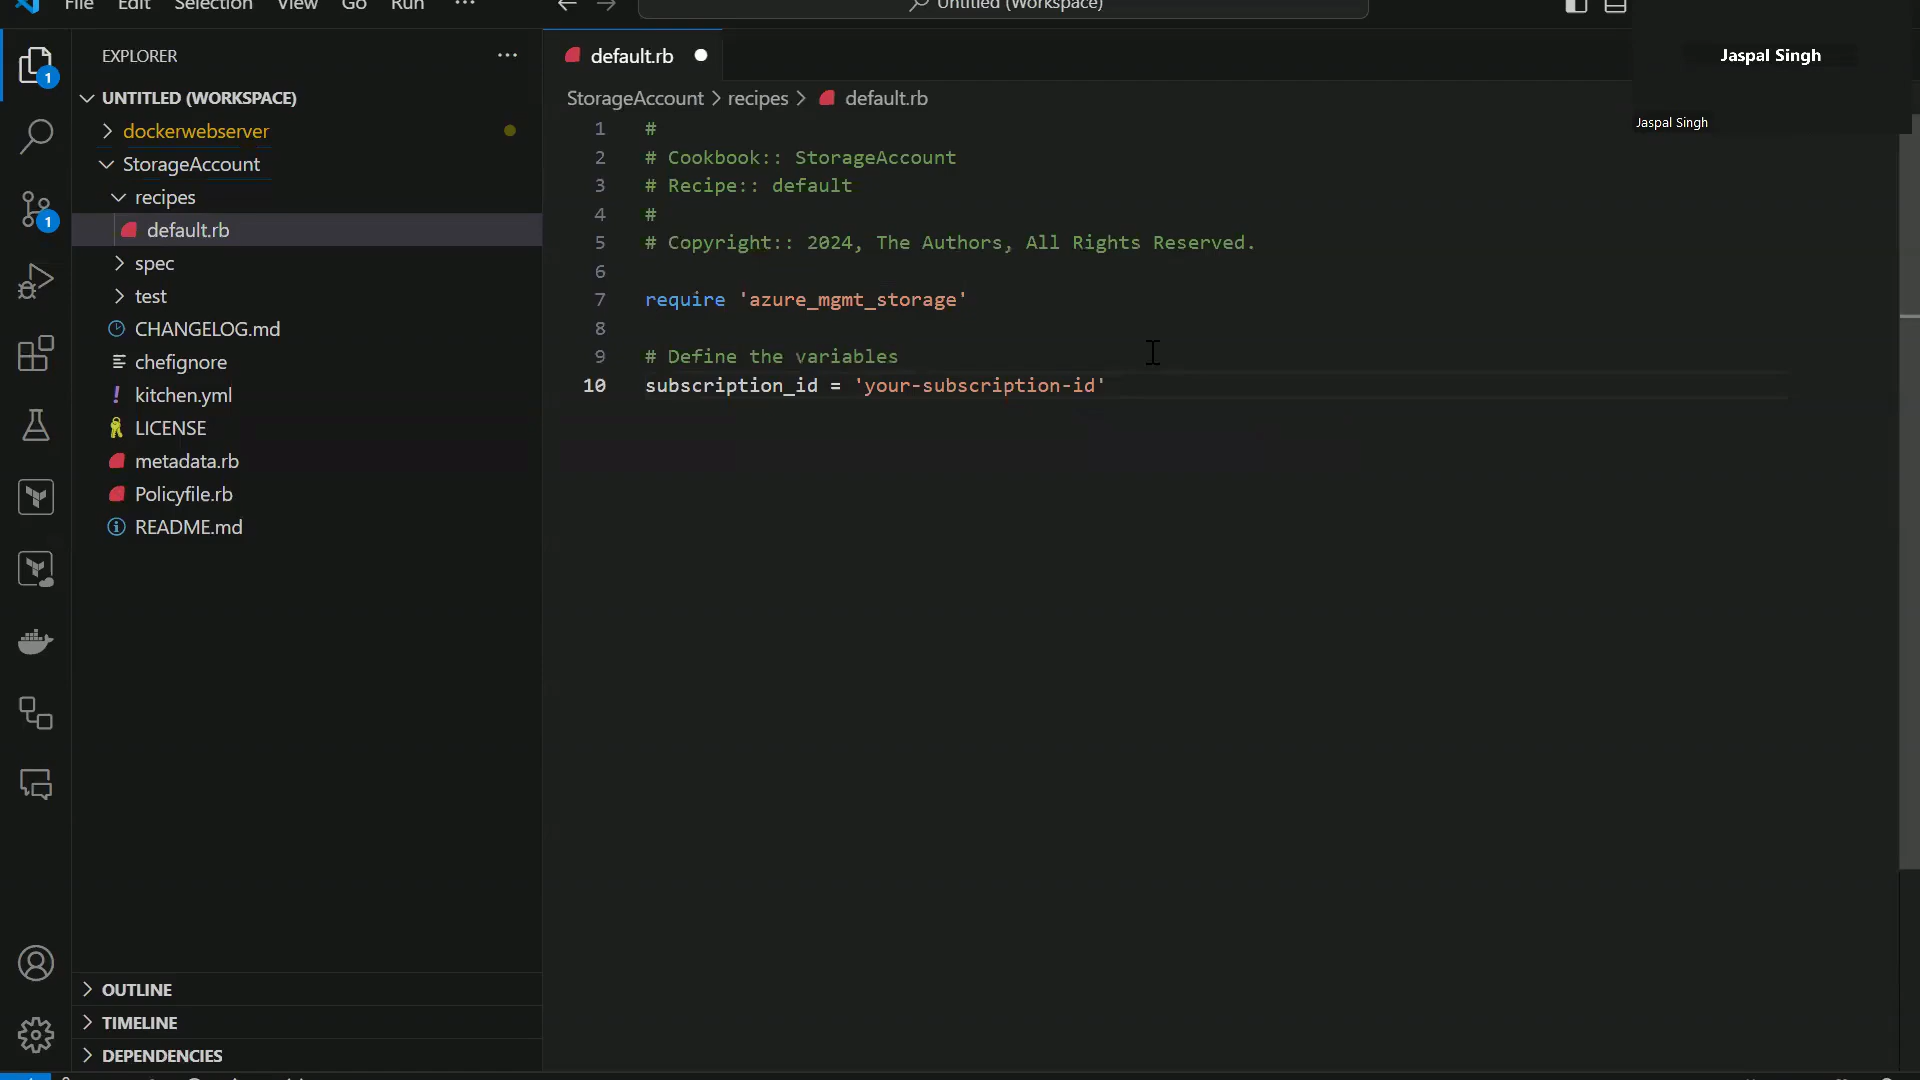 File Edit Selection View Go Run ...
Untitled (Workspace)
Jaspal Singh
Jaspal Singh
EXPLORER
UNTITLED (WORKSPACE)
dockerwebserver
StorageAccount
recipes
default.rb
spec
test
CHANGELOG.md
chefignore
kitchen.yml
LICENSE
metadata.rb
Policyfile.rb
README.md
OUTLINE
TIMELINE
DEPENDENCIES
1
1
default.rb
StorageAccount > recipes > default.rb
1 #
2 # Cookbook:: StorageAccount
3 # Recipe:: default
4 #
5 # Copyright:: 2024, The Authors, All Rights Reserved.
6
7 require 'azure_mgmt_storage'
8
9 # Define the variables
10 subscription_id = 'your-subscription-id'